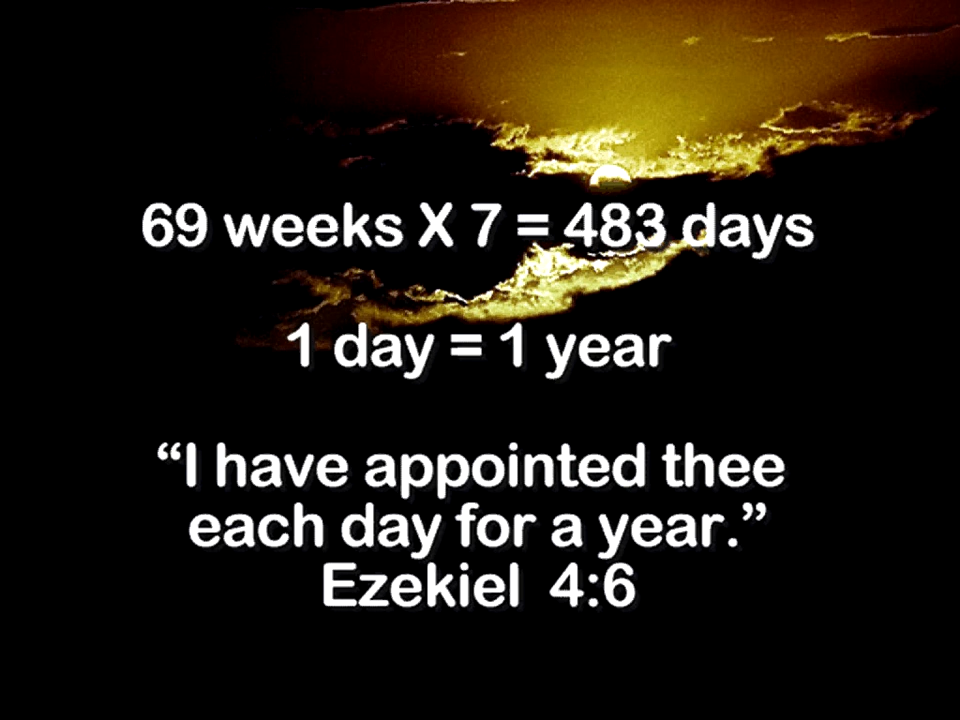 69 weeks X 7 = 483 days
1 day = 1 year
“I have appointed thee
each day for a year.”
Ezekiel 4:6